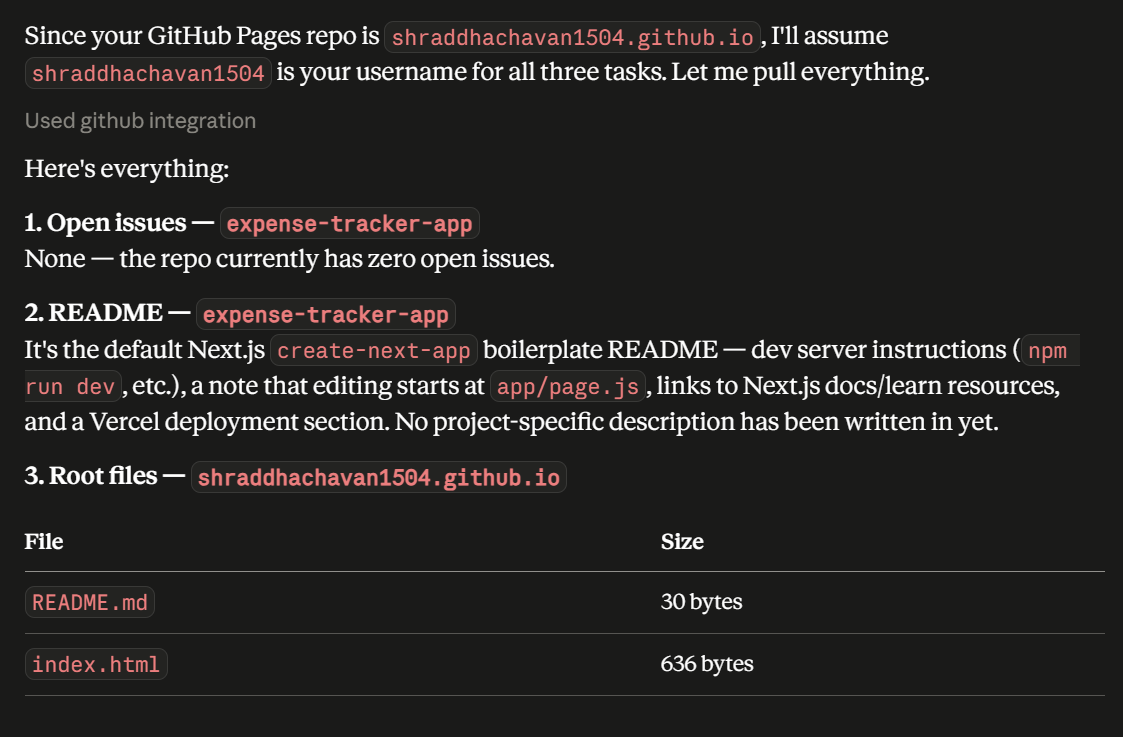 Since your GitHub Pages repo is shraddhachavan1504.github.io, I'll assume
shraddhachavan1504 is your username for all three tasks. Let me pull everything.
Used github integration
Here's everything:
1. Open issues — expense-tracker-app
None — the repo currently has zero open issues.
2. README — expense-tracker-app
It's the default Next.js create-next-app boilerplate README — dev server instructions (npm
run dev, etc.), a note that editing starts at app/page.js, links to Next.js docs/learn resources,
and a Vercel deployment section. No project-specific description has been written in yet.
3. Root files — shraddhachavan1504.github.io
File Size
README.md 30 bytes
index.html 636 bytes